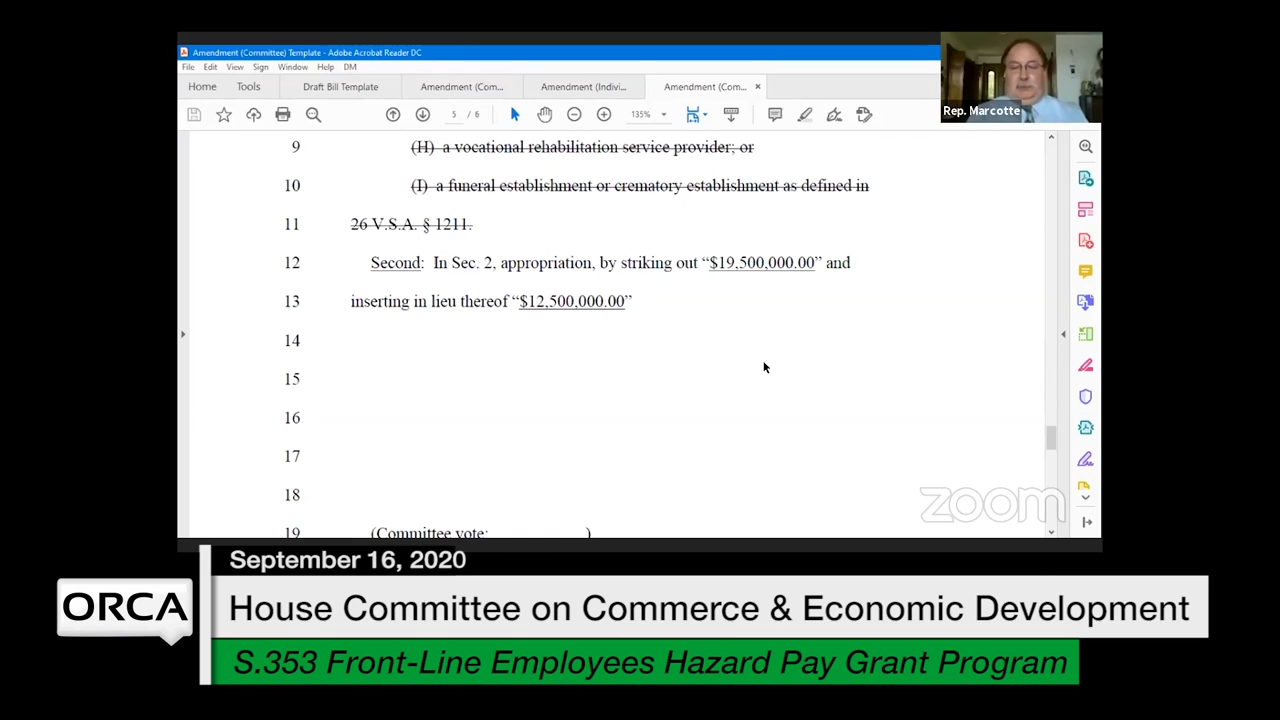 Amendment (Committee) Template - Adobe Acrobat Reader DC
File Edit View Sign Window Help DM
Home Tools Draft Bill Template Amendment (Com... Amendment (Indivi... Amendment (Com... ×
5 / 6 135%
Rep. Marcotte
9 (H) a vocational rehabilitation service provider; or
10 (I) a funeral establishment or crematory establishment as defined in
11 26 V.S.A. § 1211.
12 Second: In Sec. 2, appropriation, by striking out “$19,500,000.00” and
13 inserting in lieu thereof “$12,500,000.00”
14
15
16
17
18
19 (Committee vote: )
zoom
September 16, 2020
ORCA
House Committee on Commerce & Economic Development
S.353 Front-Line Employees Hazard Pay Grant Program